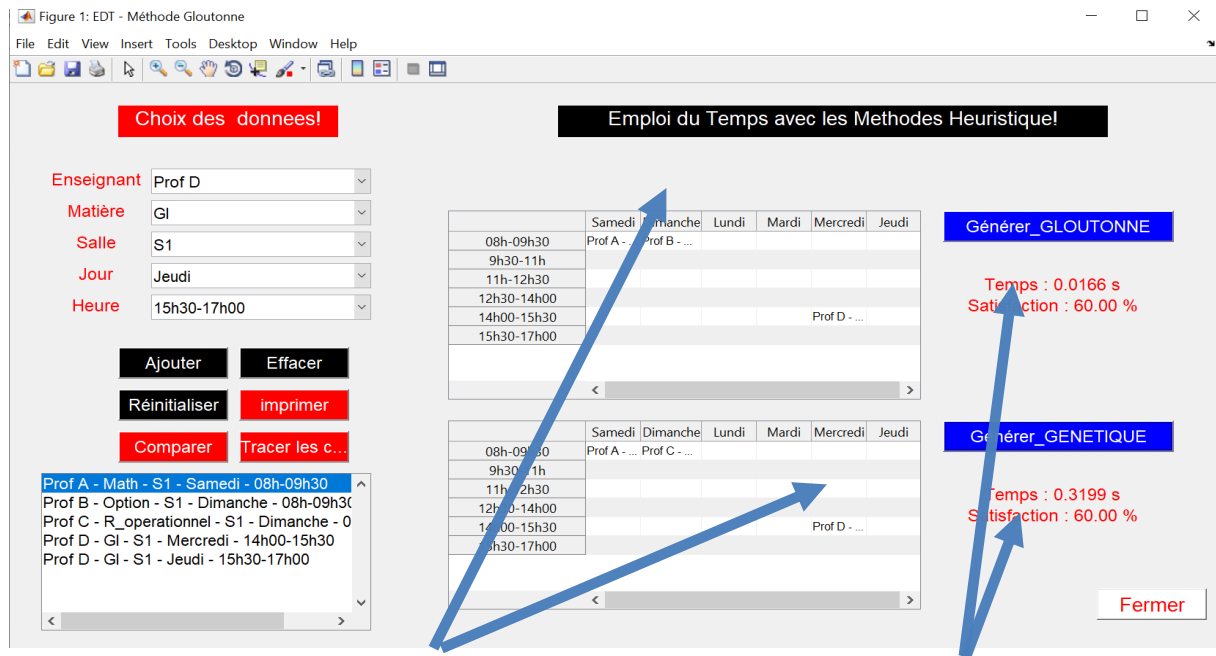 Figure 1: EDT - Méthode Gloutonne
File Edit View Insert Tools Desktop Window Help
Choix des donnees!
Emploi du Temps avec les Methodes Heuristique!
Enseignant Prof D
Matière GI
Salle S1
Jour Jeudi
Heure 15h30-17h00
Ajouter Effacer
Réinitialiser imprimer
Comparer Tracer les c...
Prof A - Math - S1 - Samedi - 08h-09h30
Prof B - Option - S1 - Dimanche - 08h-09h30
Prof C - R_operationnel - S1 - Dimanche - 0
Prof D - GI - S1 - Mercredi - 14h00-15h30
Prof D - GI - S1 - Jeudi - 15h30-17h00
Samedi Dimanche Lundi Mardi Mercredi Jeudi
08h-09h30 Prof A - ... Prof B - ...
9h30-11h
11h-12h30
12h30-14h00
14h00-15h30 Prof D - ...
15h30-17h00
Générer_GLOUTONNE
Temps : 0.0166 s
Satisfaction : 60.00 %
Samedi Dimanche Lundi Mardi Mercredi Jeudi
08h-09h30 Prof A - ... Prof C - ...
9h30-11h
11h-12h30
12h30-14h00
14h00-15h30 Prof D - ...
15h30-17h00
Générer_GENETIQUE
Temps : 0.3199 s
Satisfaction : 60.00 %
Fermer